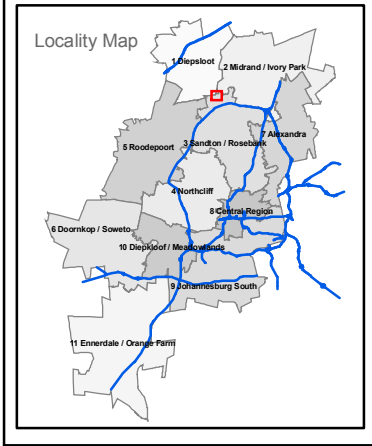 Locality Map
1 Diepsloot
2 Midrand / Ivory Park
7 Alexandra
3 Sandton / Rosebank
5 Roodepoort
4 Northcliff
8 Central Region
6 Doornkop / Soweto
10 Diepkloof / Meadowlands
9 Johannesburg South
11 Ennerdale / Orange Farm